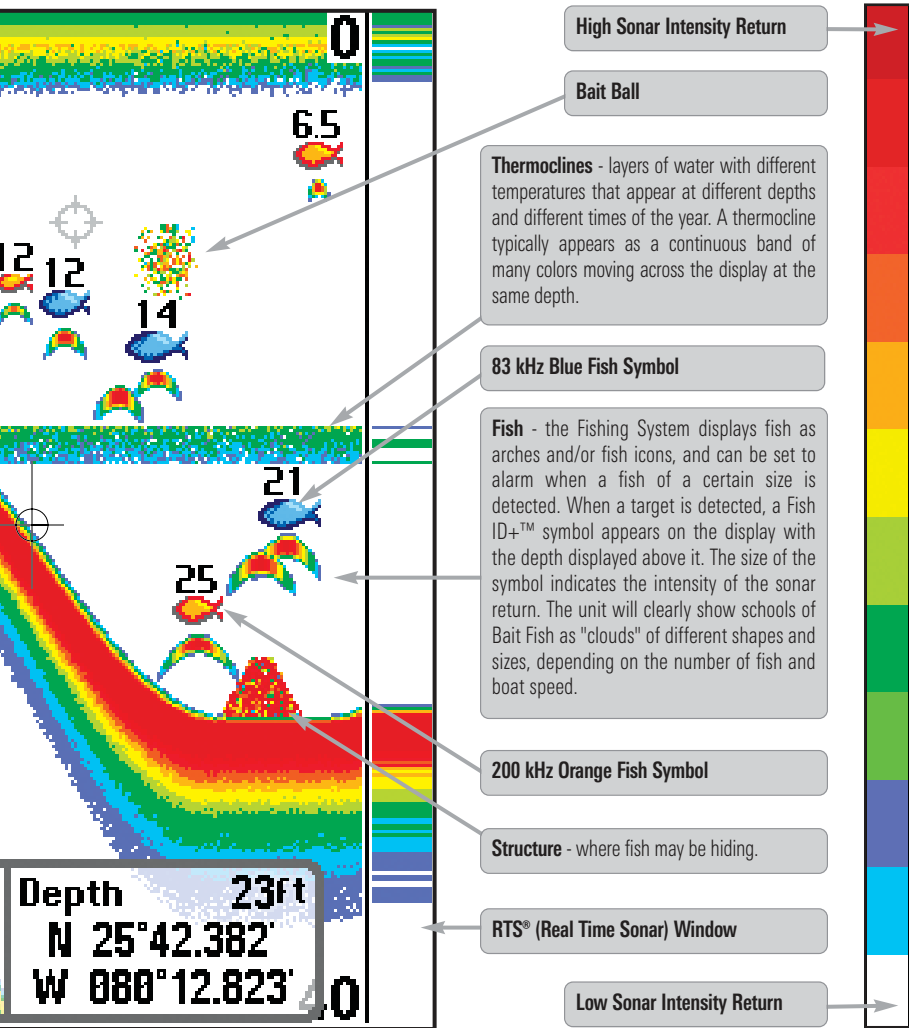 High Sonar Intensity Return
0
Bait Ball
6.5
Thermoclines - layers of water with different
temperatures that appear at different depths
and different times of the year. A thermocline
typically appears as a continuous band of
many colors moving across the display at the
same depth.
12
12
14
83 kHz Blue Fish Symbol
Fish - the Fishing System displays fish as
arches and/or fish icons, and can be set to
alarm when a fish of a certain size is
detected. When a target is detected, a Fish
ID+™ symbol appears on the display with
the depth displayed above it. The size of the
symbol indicates the intensity of the sonar
return. The unit will clearly show schools of
Bait Fish as "clouds" of different shapes and
sizes, depending on the number of fish and
boat speed.
21
25
200 kHz Orange Fish Symbol
Structure - where fish may be hiding.
RTS® (Real Time Sonar) Window
Depth 23ft
N 25°42.382'
W 080°12.823'
40
Low Sonar Intensity Return